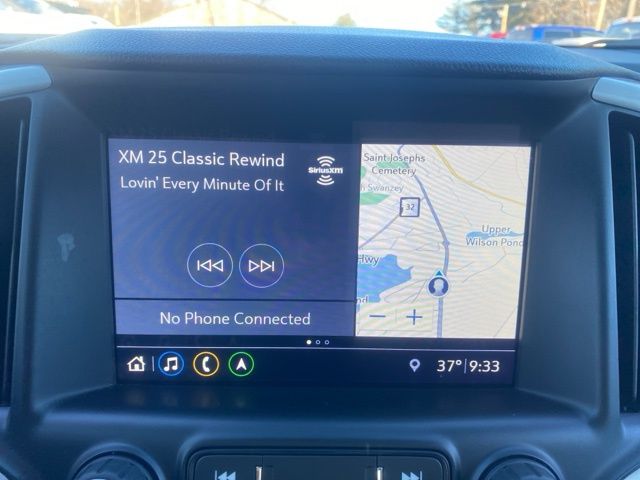 XM 25 Classic Rewind
Lovin' Every Minute Of It
SiriusXM
No Phone Connected
Saint Josephs
Cemetery
h Swanzey
32
Upper
Wilson Pond
Hwy
nd
37° 9:33